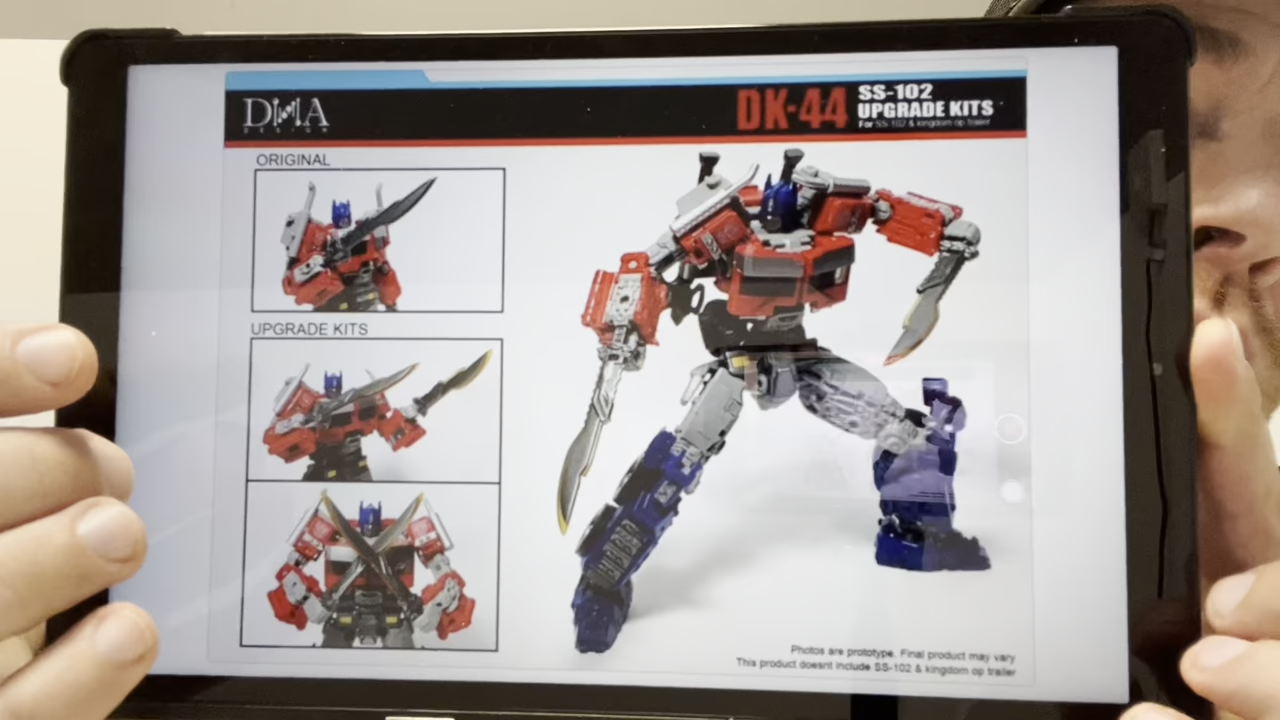 DNA
DESIGN
DK-44
SS-102
UPGRADE KITS
For SS-102 & kingdom op trailer
ORIGINAL
UPGRADE KITS
Photos are prototype. Final product may vary
This product doesnt include SS-102 & kingdom op trailer